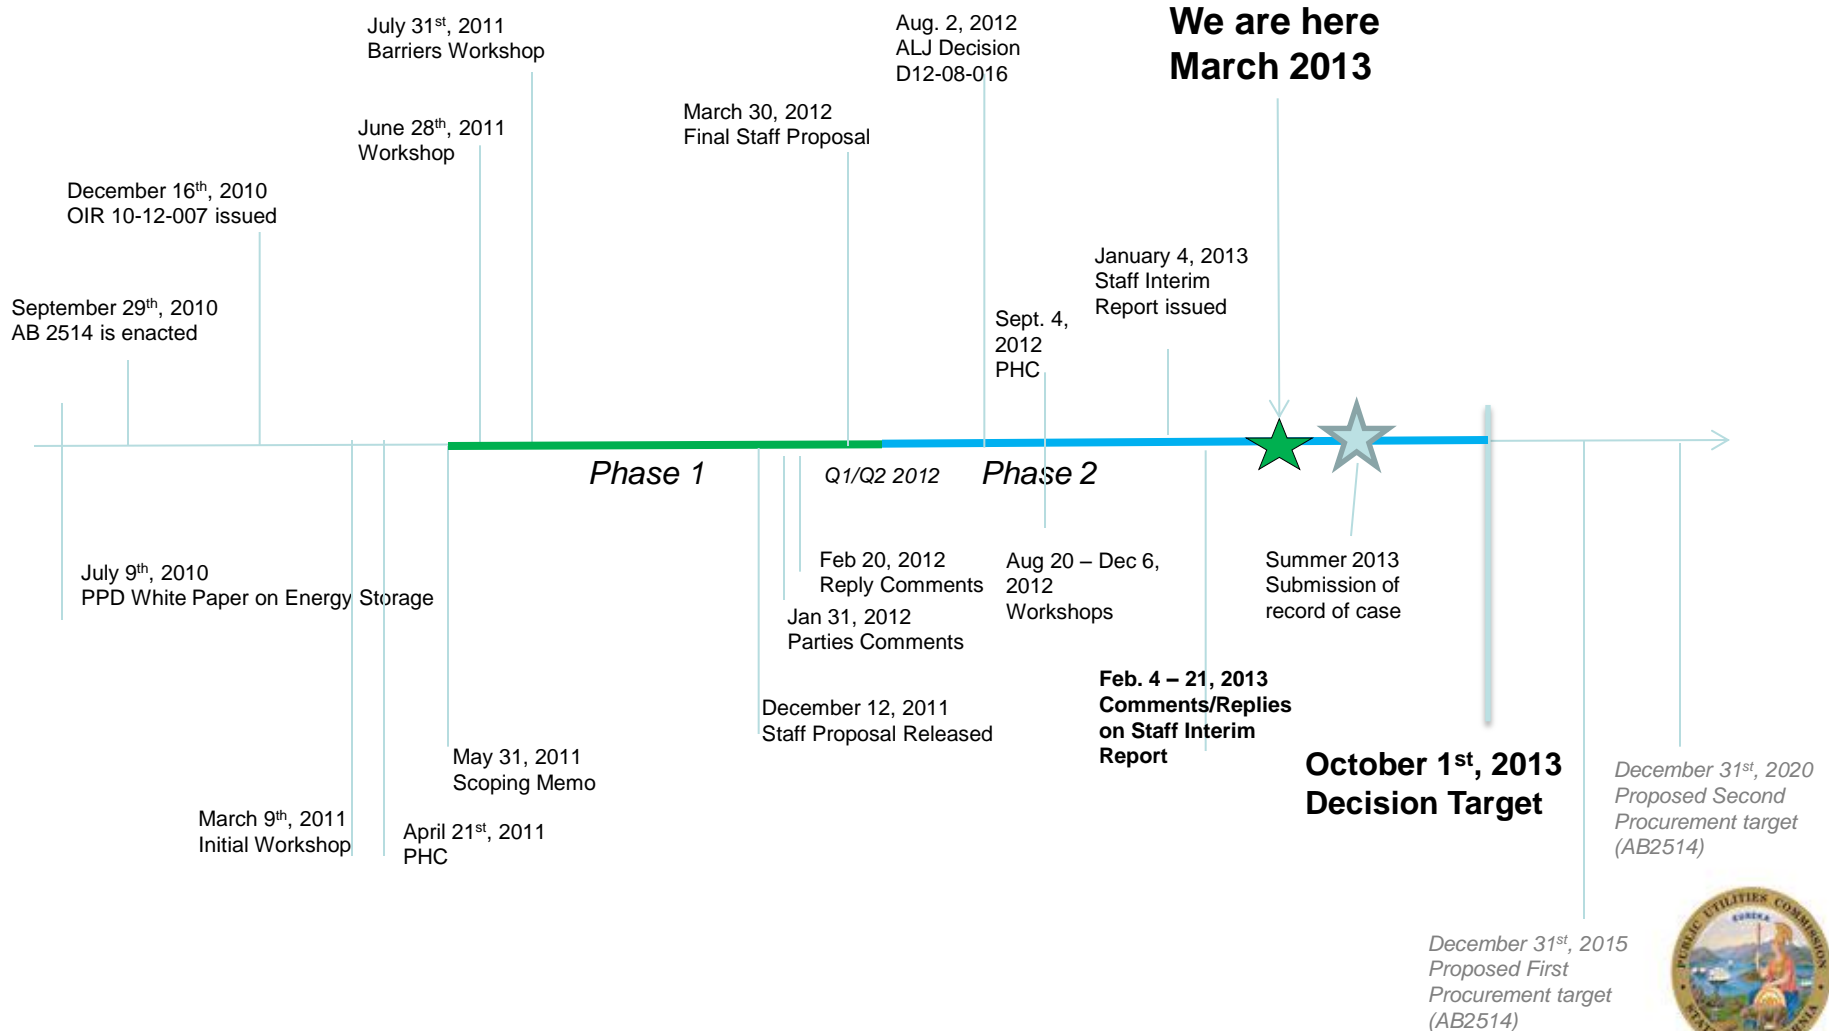 July 31st, 2011
Barriers Workshop
Aug. 2, 2012
ALJ Decision
D12-08-016
We are here
March 2013
March 30, 2012
Final Staff Proposal
June 28th, 2011
Workshop
December 16th, 2010
OIR 10-12-007 issued
January 4, 2013
Staff Interim
Report issued
September 29th, 2010
AB 2514 is enacted
Sept. 4,
2012
PHC
Phase 1
Q1/Q2 2012
Phase 2
July 9th, 2010
PPD White Paper on Energy Storage
Feb 20, 2012
Reply Comments
Aug 20 – Dec 6,
2012
Workshops
Summer 2013
Submission of
record of case
Jan 31, 2012
Parties Comments
Feb. 4 – 21, 2013
Comments/Replies
on Staff Interim
Report
December 12, 2011
Staff Proposal Released
May 31, 2011
Scoping Memo
October 1st, 2013
Decision Target
December 31st, 2020
Proposed Second
Procurement target
(AB2514)
March 9th, 2011
Initial Workshop
April 21st, 2011
PHC
December 31st, 2015
Proposed First
Procurement target
(AB2514)
PUBLIC UTILITIES COMMISSION
EUREKA